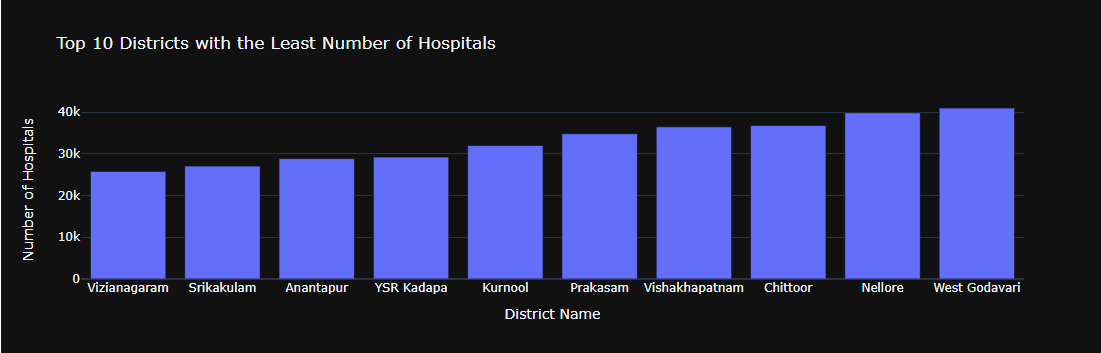 Top 10 Districts with the Least Number of Hospitals
Number of Hospitals
40k
30k
20k
10k
0
Vizianagaram Srikakulam Anantapur YSR Kadapa Kurnool Prakasam Vishakhapatnam Chittoor Nellore West Godavari
District Name